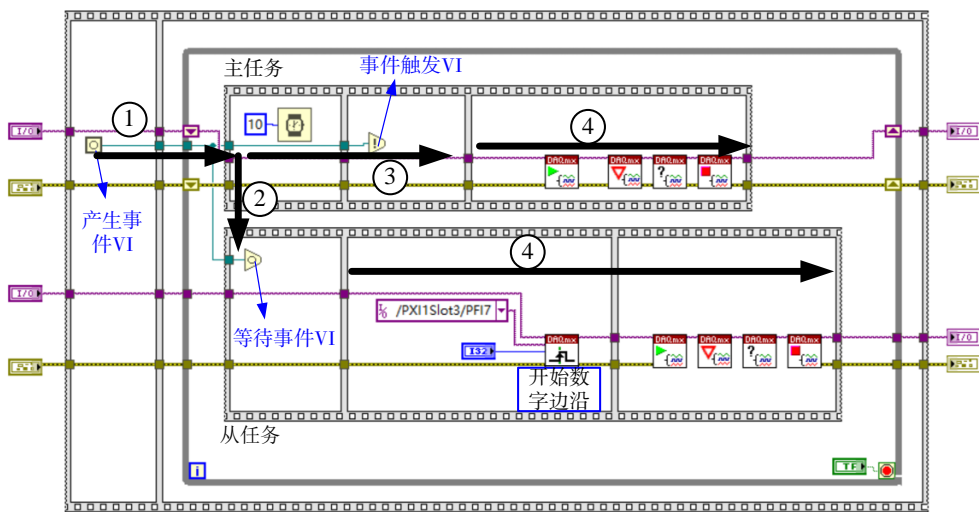 主任务
事件触发VI
①
④
10
I/O
I/O
!
DAQmx
DAQmx
DAQmx
DAQmx
?
③
②
产生事
件VI
④
I/O
等待事件VI
/PXI1Slot3/PFI7
I32
DAQmx
DAQmx
DAQmx
DAQmx
DAQmx
?
I/O
开始数
字边沿
从任务
i
TF